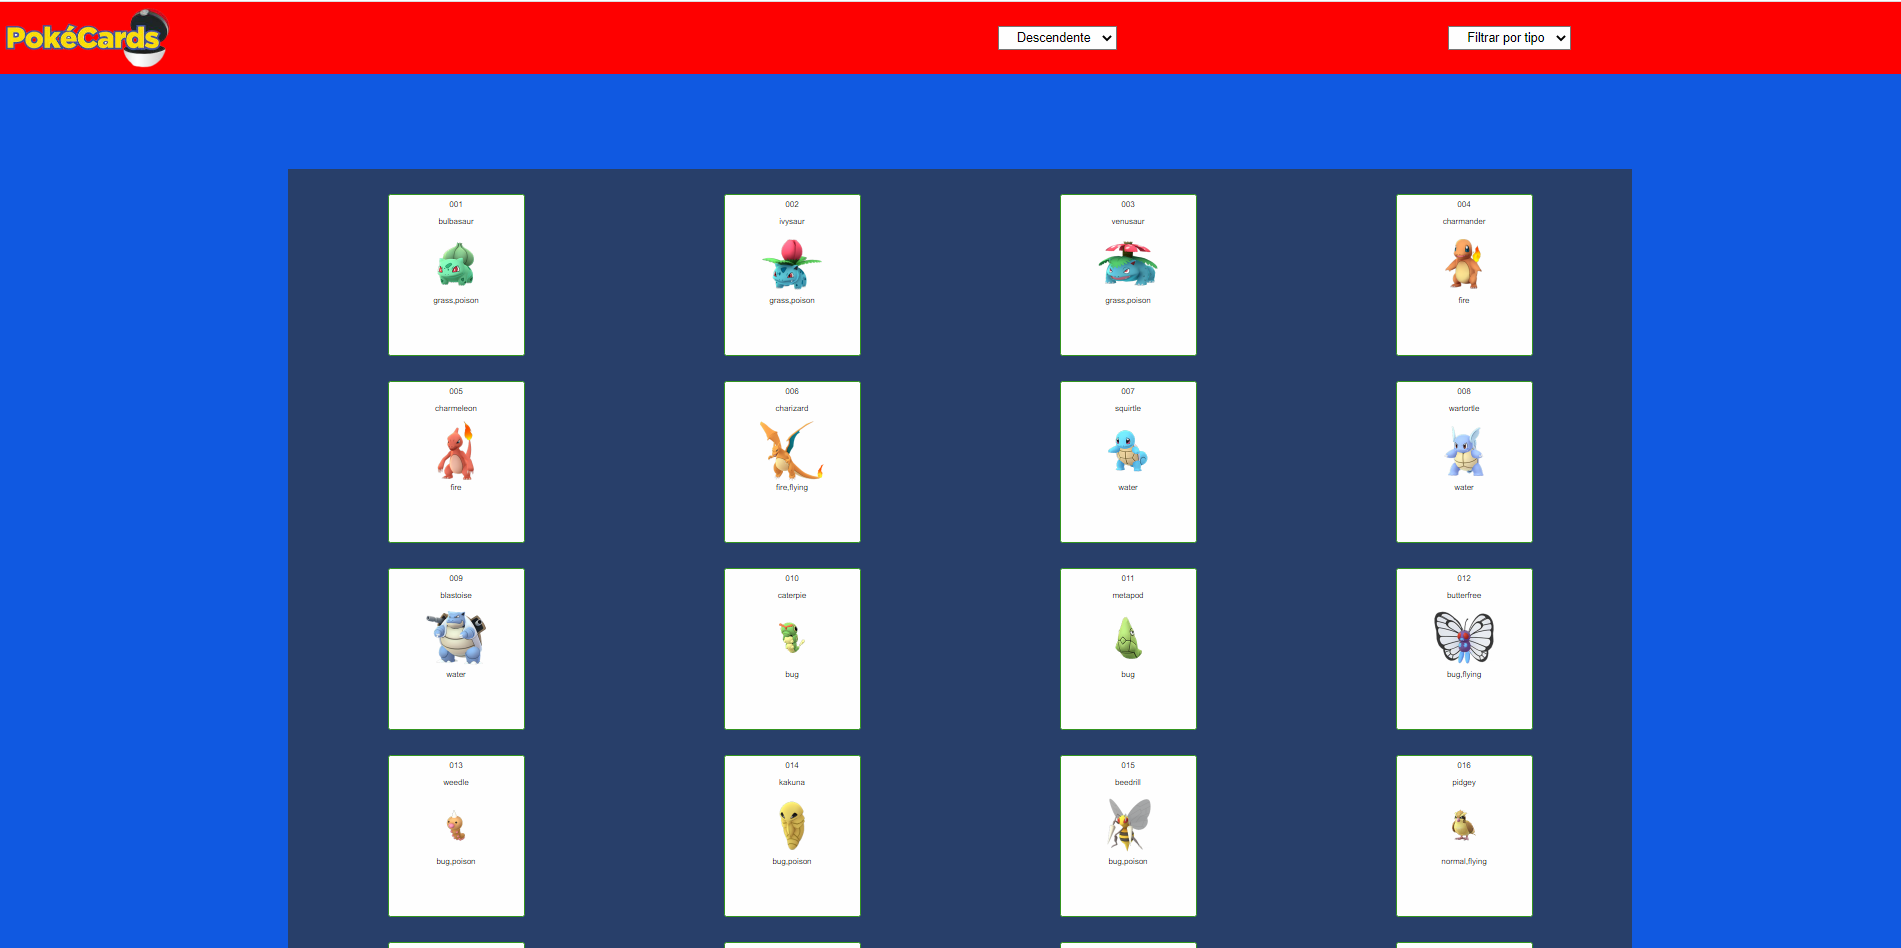 PokéCards
Descendente
Filtrar por tipo
001
bulbasaur
grass,poison
002
ivysaur
grass,poison
003
venusaur
grass,poison
004
charmander
fire
005
charmeleon
fire
006
charizard
fire,flying
007
squirtle
water
008
wartortle
water
009
blastoise
water
010
caterpie
bug
011
metapod
bug
012
butterfree
bug,flying
013
weedle
bug,poison
014
kakuna
bug,poison
015
beedrill
bug,poison
016
pidgey
normal,flying